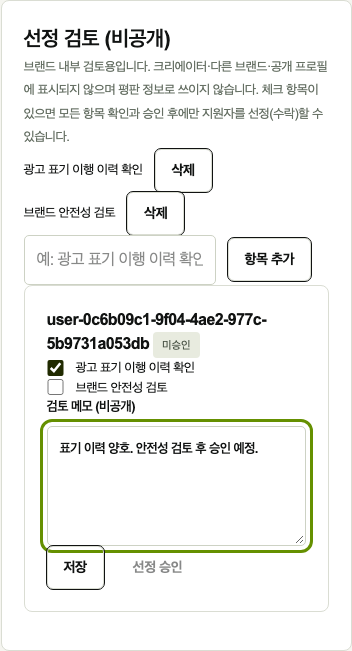 선정 검토 (비공개)
브랜드 내부 검토용입니다. 크리에이터·다른 브랜드·공개 프로필
에 표시되지 않으며 평판 정보로 쓰이지 않습니다. 체크 항목이
있으면 모든 항목 확인과 승인 후에만 지원자를 선정(수락)할 수
있습니다.
광고 표기 이행 이력 확인 삭제
브랜드 안전성 검토 삭제
예: 광고 표기 이행 이력 확인 항목 추가
user-0c6b09c1-9f04-4ae2-977c-
5b9731a053db 미승인
광고 표기 이행 이력 확인
브랜드 안전성 검토
검토 메모 (비공개)
표기 이력 양호. 안전성 검토 후 승인 예정.
저장 선정 승인